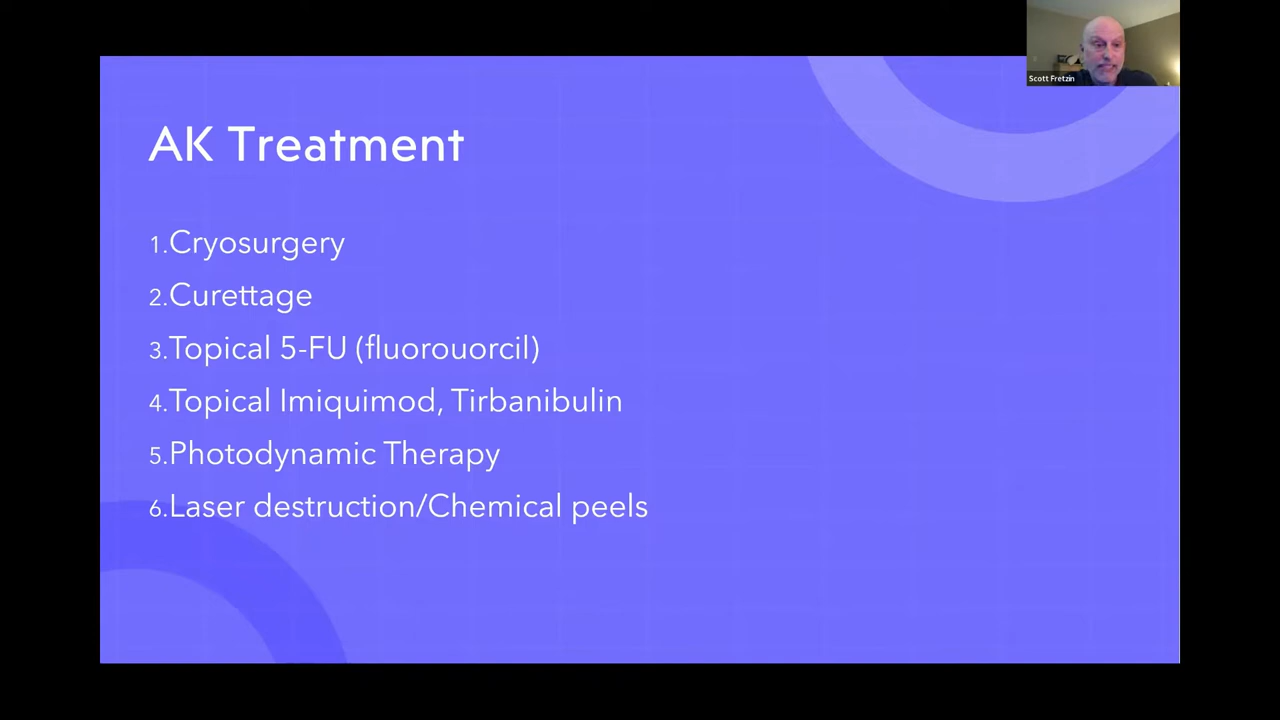 Scott Fretzin
AK Treatment
1.Cryosurgery
2.Curettage
3.Topical 5-FU (fluorouorcil)
4.Topical Imiquimod, Tirbanibulin
5.Photodynamic Therapy
6.Laser destruction/Chemical peels